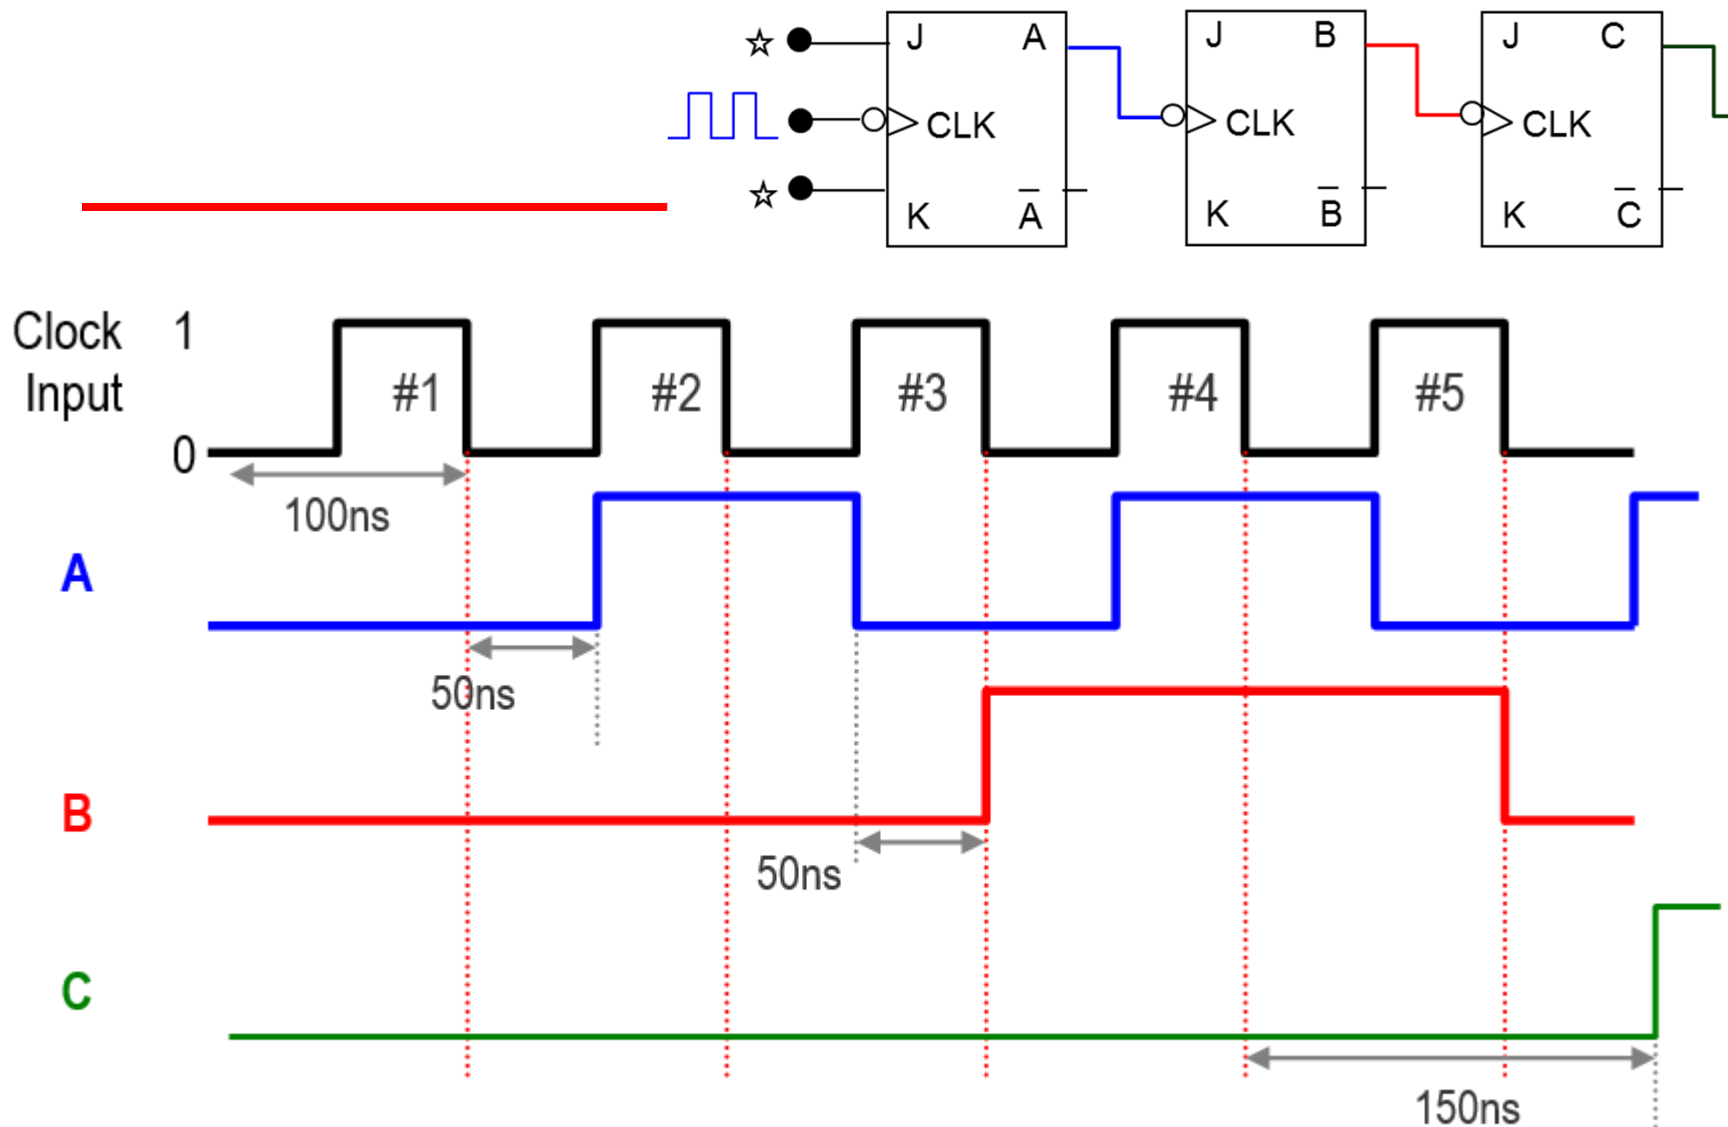 J A J B J C
CLK CLK CLK
K A K B K C
Clock 1
Input
#1 #2 #3 #4 #5
0
100ns
A
50ns
B
50ns
C
150ns